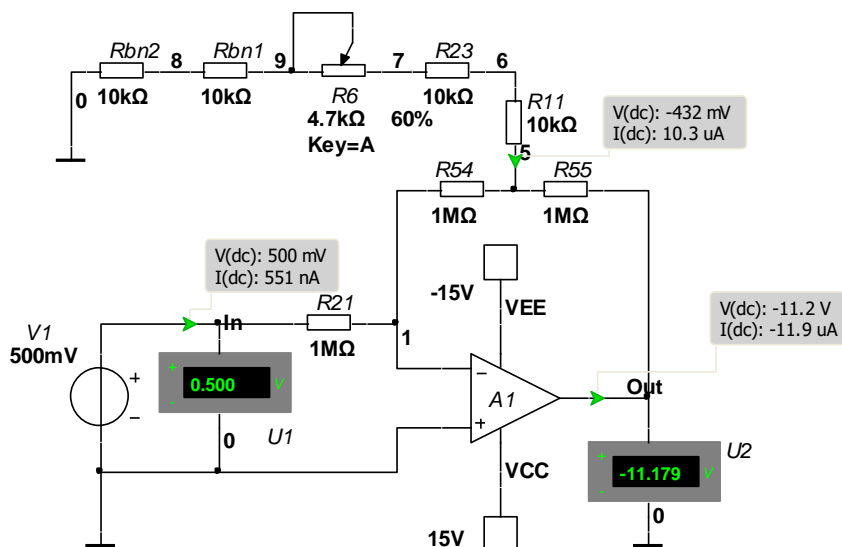 Rbn2 8 Rbn1 9 7 R23 6
0 10kΩ 10kΩ R6 10kΩ
4.7kΩ 60%
Key=A
R11
10kΩ
5
V(dc): -432 mV
I(dc): 10.3 uA
R54 R55
1MΩ 1MΩ
V(dc): 500 mV
I(dc): 551 nA
-15V
VEE
V(dc): -11.2 V
I(dc): -11.9 uA
V1
500mV
In
R21
1MΩ
1
+
−
+ 0.500 V
-
0 U1
−
A1
+
Out
VCC
15V
U2
+ -11.179 V
-
0